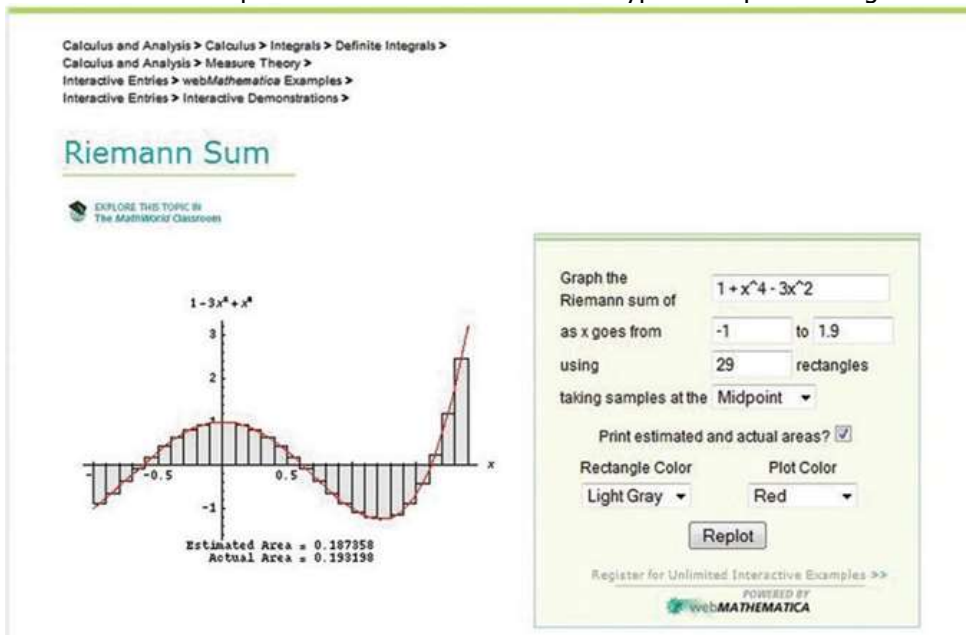 Calculus and Analysis > Calculus > Integrals > Definite Integrals >
Calculus and Analysis > Measure Theory >
Interactive Entries > webMathematica Examples >
Interactive Entries > Interactive Demonstrations >
Riemann Sum
EXPLORE THIS TOPIC IN
The MathWorld Classroom
1-3x²+x⁴
3
2
1
-1
-0.5
0.5
x
Estimated Area = 0.187358
Actual Area = 0.193198
Graph the
Riemann sum of 1 + x^4 - 3x^2
as x goes from -1 to 1.9
using 29 rectangles
taking samples at the Midpoint
Print estimated and actual areas?
Rectangle Color Plot Color
Light Gray Red
Replot
Register for Unlimited Interactive Examples >>
POWERED BY
webMATHEMATICA